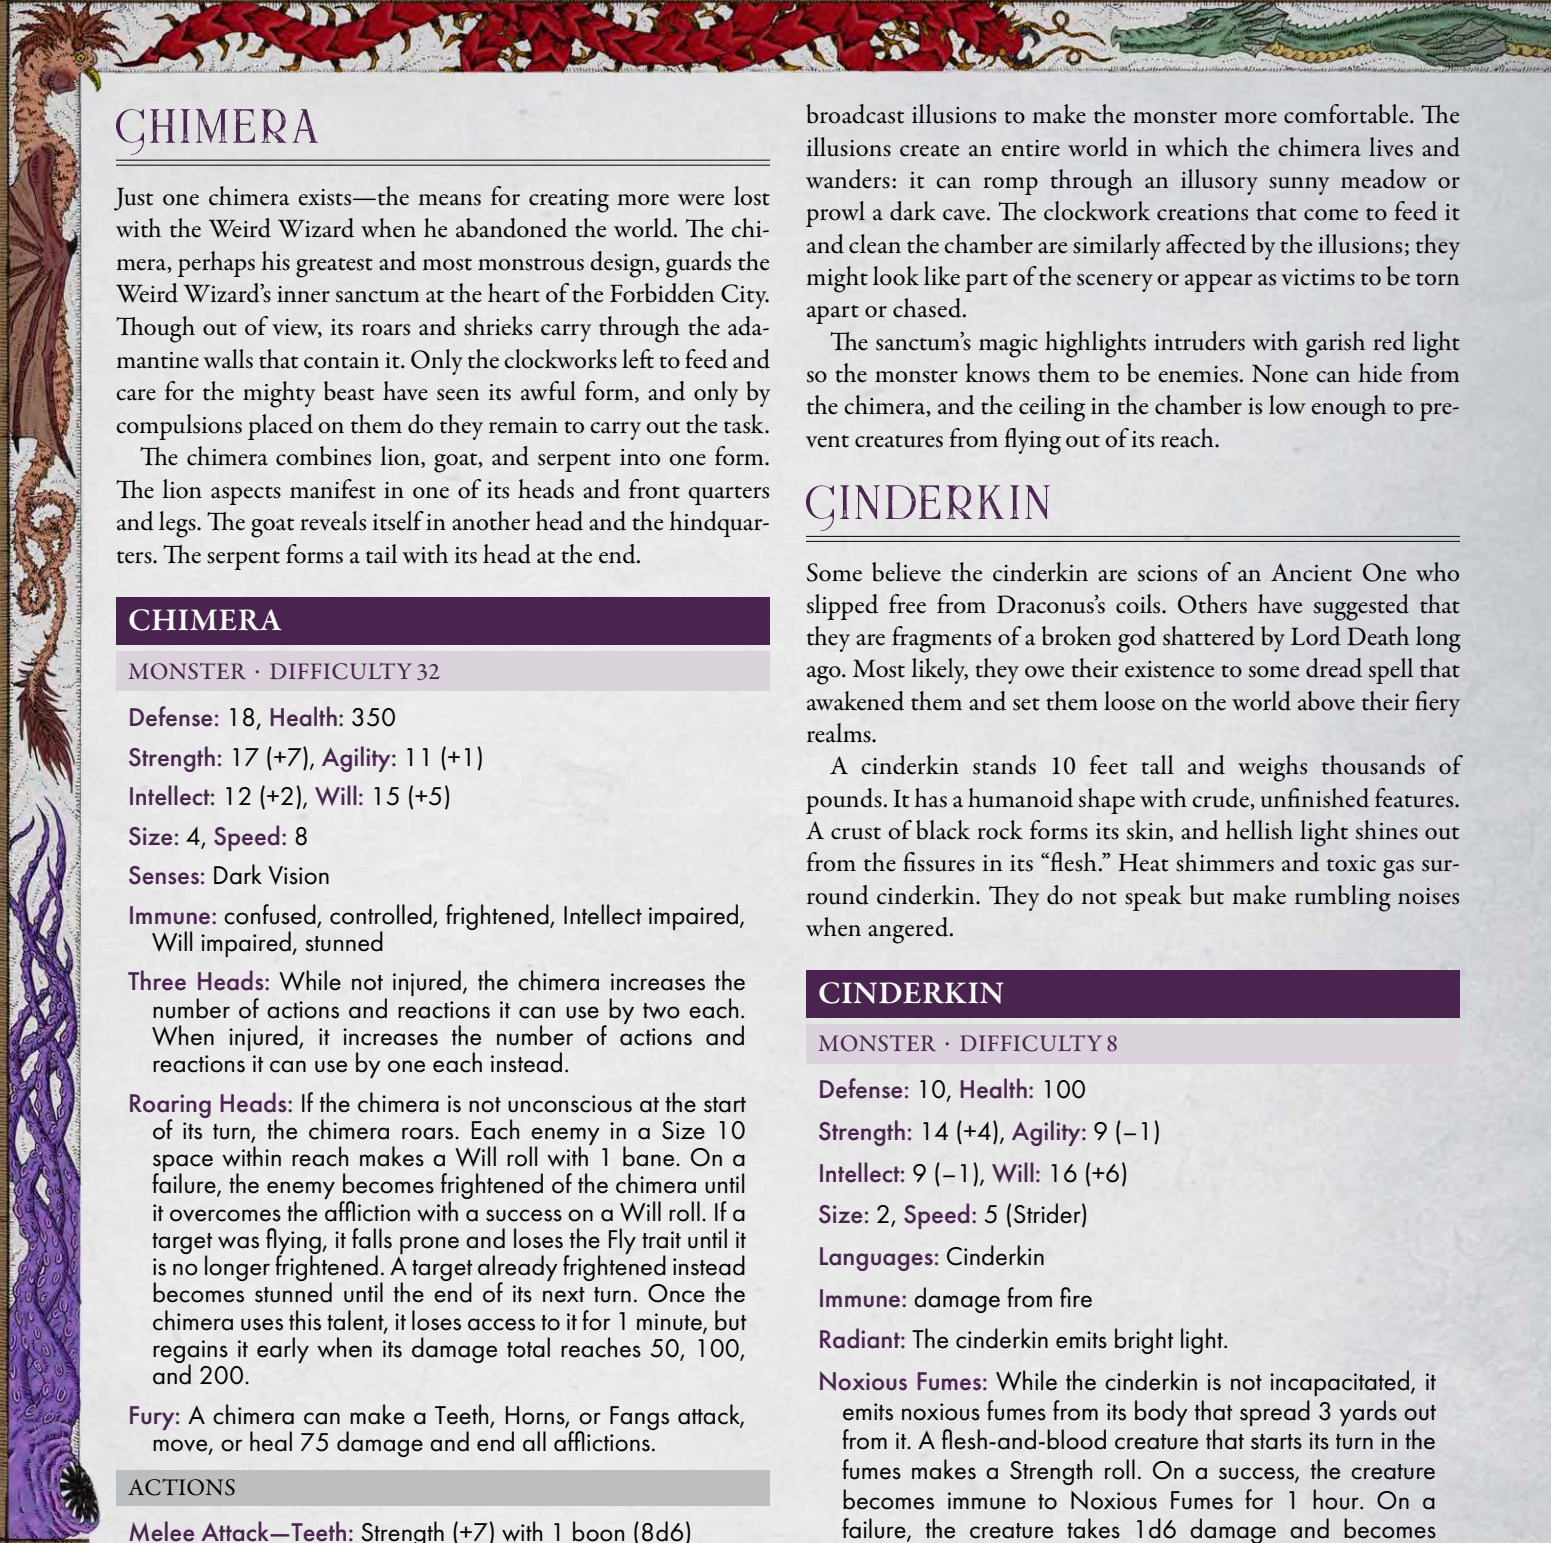 CHIMERA
Just one chimera exists—the means for creating more were lost
with the Weird Wizard when he abandoned the world. The chi-
mera, perhaps his greatest and most monstrous design, guards the
Weird Wizard’s inner sanctum at the heart of the Forbidden City.
Though out of view, its roars and shrieks carry through the ada-
mantine walls that contain it. Only the clockworks left to feed and
care for the mighty beast have seen its awful form, and only by
compulsions placed on them do they remain to carry out the task.
The chimera combines lion, goat, and serpent into one form.
The lion aspects manifest in one of its heads and front quarters
and legs. The goat reveals itself in another head and the hindquar-
ters. The serpent forms a tail with its head at the end.
CHIMERA
MONSTER · DIFFICULTY 32
Defense: 18, Health: 350
Strength: 17 (+7), Agility: 11 (+1)
Intellect: 12 (+2), Will: 15 (+5)
Size: 4, Speed: 8
Senses: Dark Vision
Immune: confused, controlled, frightened, Intellect impaired,
Will impaired, stunned
Three Heads: While not injured, the chimera increases the
number of actions and reactions it can use by two each.
When injured, it increases the number of actions and
reactions it can use by one each instead.
Roaring Heads: If the chimera is not unconscious at the start
of its turn, the chimera roars. Each enemy in a Size 10
space within reach makes a Will roll with 1 bane. On a
failure, the enemy becomes frightened of the chimera until
it overcomes the affliction with a success on a Will roll. If a
target was flying, it falls prone and loses the Fly trait until it
is no longer frightened. A target already frightened instead
becomes stunned until the end of its next turn. Once the
chimera uses this talent, it loses access to it for 1 minute, but
regains it early when its damage total reaches 50, 100,
and 200.
Fury: A chimera can make a Teeth, Horns, or Fangs attack,
move, or heal 75 damage and end all afflictions.
ACTIONS
Melee Attack—Teeth: Strength (+7) with 1 boon (8d6)
broadcast illusions to make the monster more comfortable. The
illusions create an entire world in which the chimera lives and
wanders: it can romp through an illusory sunny meadow or
prowl a dark cave. The clockwork creations that come to feed it
and clean the chamber are similarly affected by the illusions; they
might look like part of the scenery or appear as victims to be torn
apart or chased.
The sanctum’s magic highlights intruders with garish red light
so the monster knows them to be enemies. None can hide from
the chimera, and the ceiling in the chamber is low enough to pre-
vent creatures from flying out of its reach.
CINDERKIN
Some believe the cinderkin are scions of an Ancient One who
slipped free from Draconus’s coils. Others have suggested that
they are fragments of a broken god shattered by Lord Death long
ago. Most likely, they owe their existence to some dread spell that
awakened them and set them loose on the world above their fiery
realms.
A cinderkin stands 10 feet tall and weighs thousands of
pounds. It has a humanoid shape with crude, unfinished features.
A crust of black rock forms its skin, and hellish light shines out
from the fissures in its “flesh.” Heat shimmers and toxic gas sur-
round cinderkin. They do not speak but make rumbling noises
when angered.
CINDERKIN
MONSTER · DIFFICULTY 8
Defense: 10, Health: 100
Strength: 14 (+4), Agility: 9 (−1)
Intellect: 9 (−1), Will: 16 (+6)
Size: 2, Speed: 5 (Strider)
Languages: Cinderkin
Immune: damage from fire
Radiant: The cinderkin emits bright light.
Noxious Fumes: While the cinderkin is not incapacitated, it
emits noxious fumes from its body that spread 3 yards out
from it. A flesh-and-blood creature that starts its turn in the
fumes makes a Strength roll. On a success, the creature
becomes immune to Noxious Fumes for 1 hour. On a
failure, the creature takes 1d6 damage and becomes